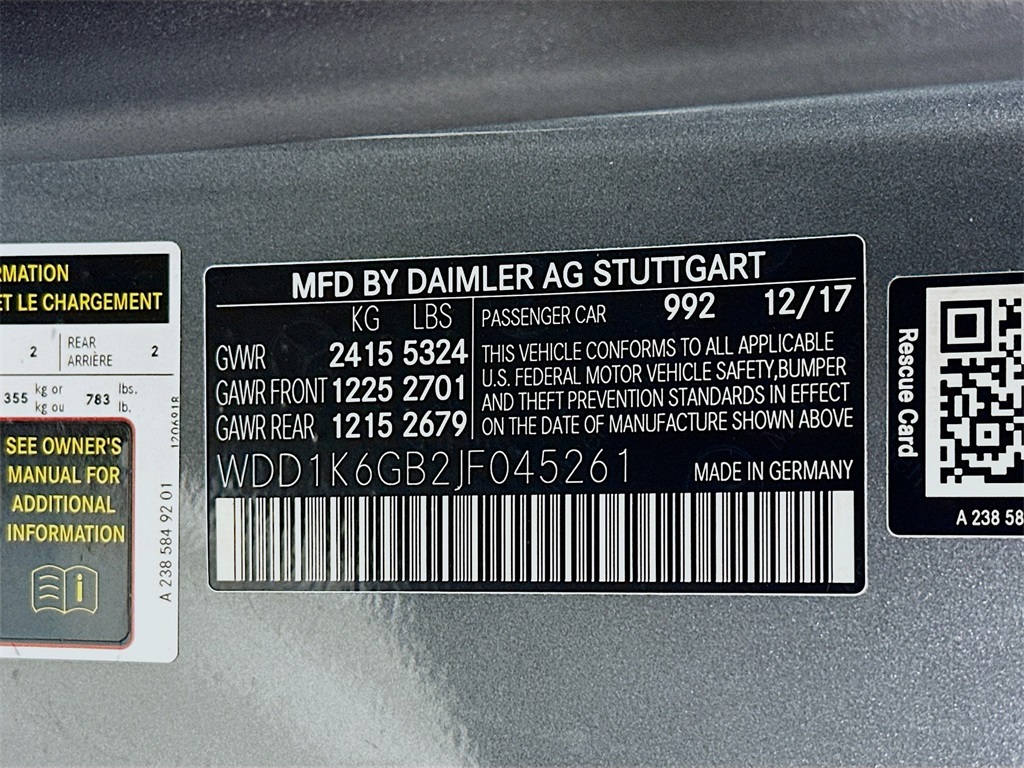 RMATION
ET LE CHARGEMENT
2 REAR ARRIÈRE 2
355 kg or kg ou 783 lbs. lb.
SEE OWNER'S
MANUAL FOR
ADDITIONAL
INFORMATION
i
1206918
A 238 584 92 01
MFD BY DAIMLER AG STUTTGART
KG LBS
GVWR 2415 5324
GAWR FRONT 1225 2701
GAWR REAR 1215 2679
PASSENGER CAR 992 12/17
THIS VEHICLE CONFORMS TO ALL APPLICABLE
U.S. FEDERAL MOTOR VEHICLE SAFETY,BUMPER
AND THEFT PREVENTION STANDARDS IN EFFECT
ON THE DATE OF MANUFACTURE SHOWN ABOVE
WDD1K6GB2JF045261
MADE IN GERMANY
Rescue Card
A 238 58